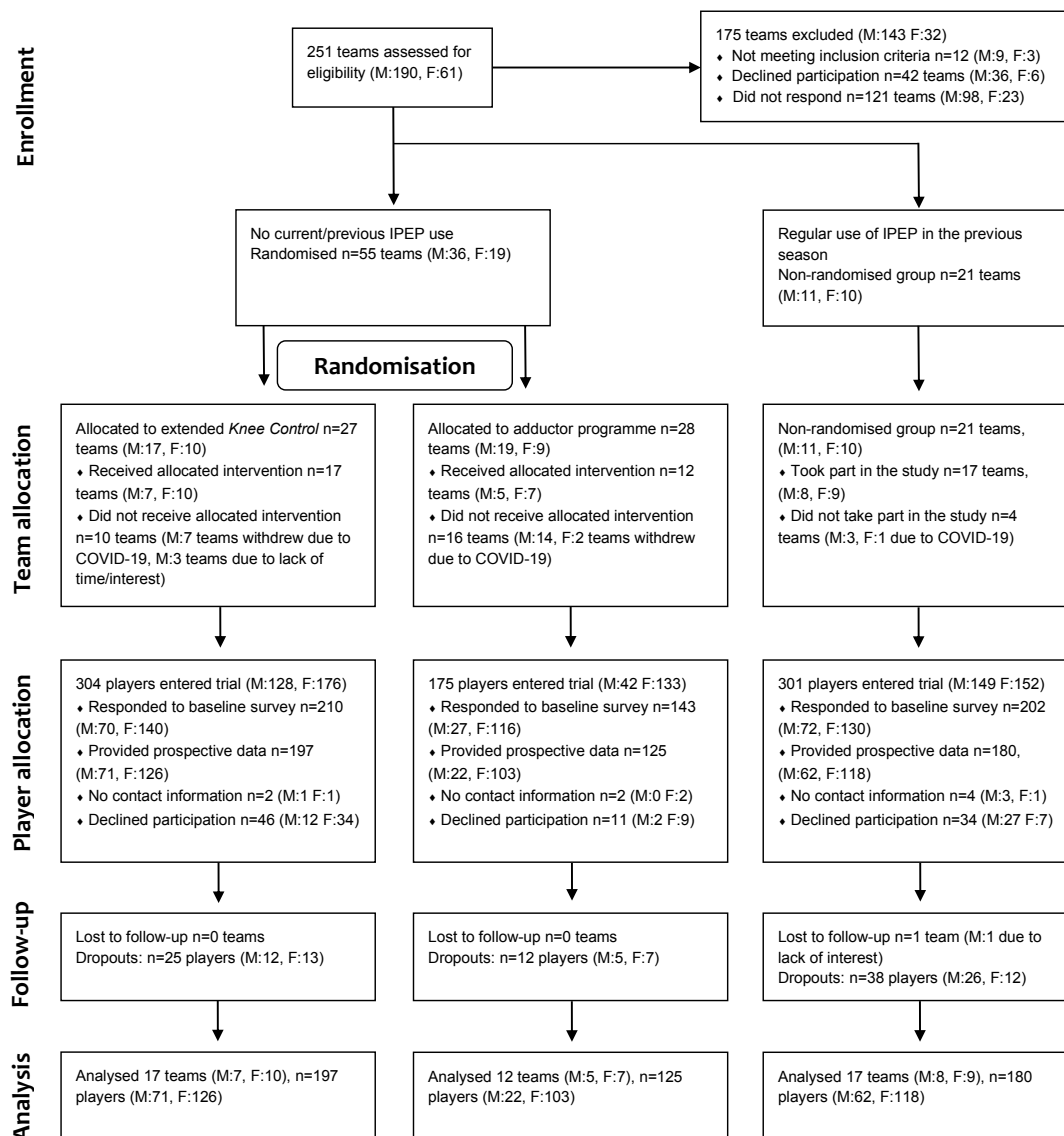 Enrollment
251 teams assessed for
eligibility (M:190, F:61)
175 teams excluded (M:143 F:32)
♦ Not meeting inclusion criteria n=12 (M:9, F:3)
♦ Declined participation n=42 teams (M:36, F:6)
♦ Did not respond n=121 teams (M:98, F:23)
No current/previous IPEP use
Randomised n=55 teams (M:36, F:19)
Regular use of IPEP in the previous
season
Non-randomised group n=21 teams
(M:11, F:10)
Randomisation
Team allocation
Allocated to extended Knee Control n=27
teams (M:17, F:10)
♦ Received allocated intervention n=17
teams (M:7, F:10)
♦ Did not receive allocated intervention
n=10 teams (M:7 teams withdrew due to
COVID-19, M:3 teams due to lack of
time/interest)
Allocated to adductor programme n=28
teams (M:19, F:9)
♦ Received allocated intervention n=12
teams (M:5, F:7)
♦ Did not receive allocated intervention
n=16 teams (M:14, F:2 teams withdrew
due to COVID-19)
Non-randomised group n=21 teams,
(M:11, F:10)
♦ Took part in the study n=17 teams,
(M:8, F:9)
♦ Did not take part in the study n=4
teams (M:3, F:1 due to COVID-19)
Player allocation
304 players entered trial (M:128, F:176)
♦ Responded to baseline survey n=210
(M:70, F:140)
♦ Provided prospective data n=197
(M:71, F:126)
♦ No contact information n=2 (M:1 F:1)
♦ Declined participation n=46 (M:12 F:34)
175 players entered trial (M:42 F:133)
♦ Responded to baseline survey n=143
(M:27, F:116)
♦ Provided prospective data n=125
(M:22, F:103)
♦ No contact information n=2 (M:0 F:2)
♦ Declined participation n=11 (M:2 F:9)
301 players entered trial (M:149 F:152)
♦ Responded to baseline survey n=202
(M:72, F:130)
♦ Provided prospective data n=180,
(M:62, F:118)
♦ No contact information n=4 (M:3, F:1)
♦ Declined participation n=34 (M:27 F:7)
Follow-up
Lost to follow-up n=0 teams
Dropouts: n=25 players (M:12, F:13)
Lost to follow-up n=0 teams
Dropouts: n=12 players (M:5, F:7)
Lost to follow-up n=1 team (M:1 due to
lack of interest)
Dropouts: n=38 players (M:26, F:12)
Analysis
Analysed 17 teams (M:7, F:10), n=197
players (M:71, F:126)
Analysed 12 teams (M:5, F:7), n=125
players (M:22, F:103)
Analysed 17 teams (M:8, F:9), n=180
players (M:62, F:118)